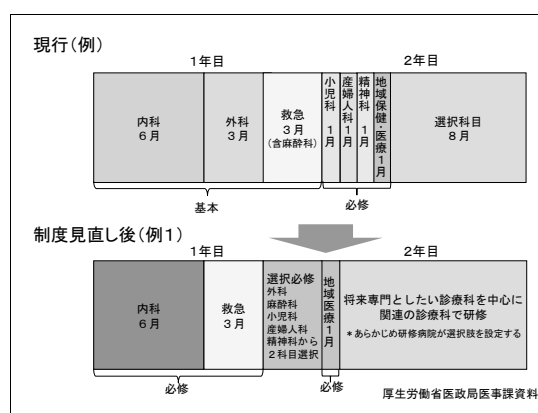 現行(例)
1年目
2年目
内科
6月
外科
3月
救急
3月
(含麻酔科)
小児科 1月
産婦人科1月
精神科 1月
地域保健・医療1月
選択科目
8月
基本
必修
制度見直し後(例1)
1年目
2年目
内科
6月
救急
3月
選択必修
外科
麻酔科
小児科
産婦人科
精神科から
2科目選択
地域医療1月
将来専門としたい診療科を中心に
関連の診療科で研修
*あらかじめ研修病院が選択肢を設定する
必修
必修
厚生労働省医政局医事課資料